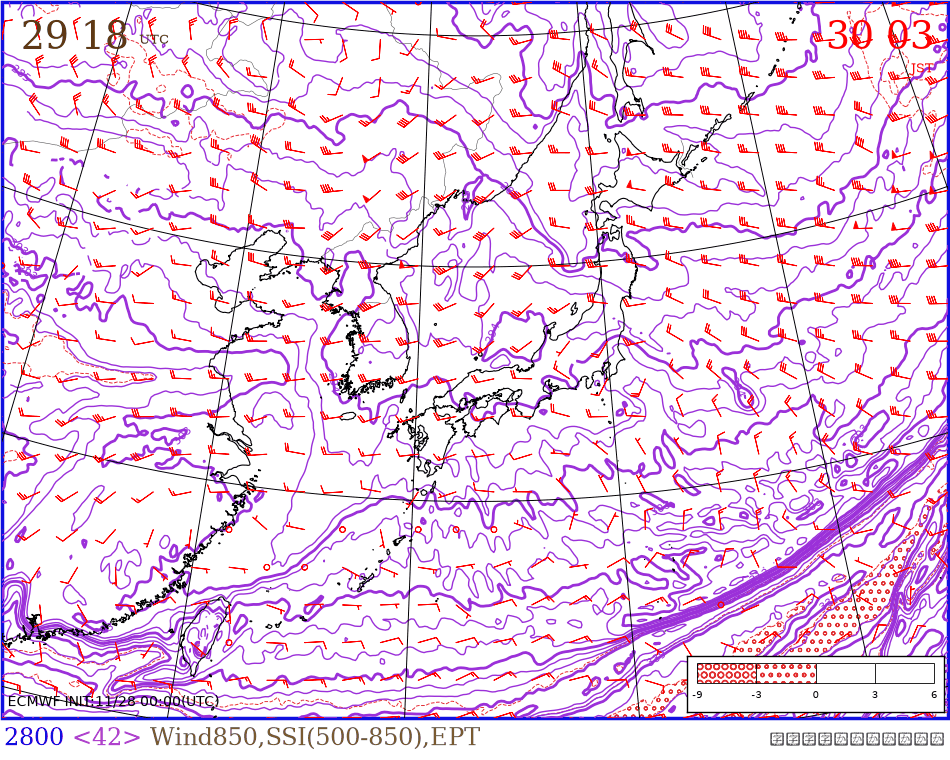 29 18 UTC
30 03
JST
ECMWF INIT:11/28 00:00(UTC)
-9 -3 0 3 6
2800 <42> Wind850,SSI(500-850),EPT